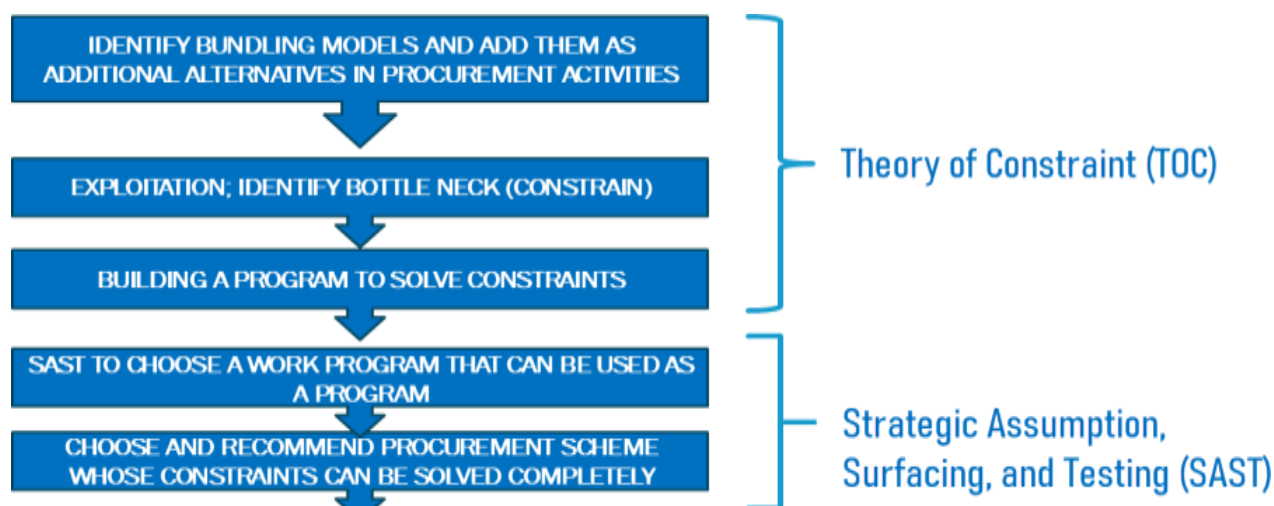 IDENTIFY BUNDLING MODELS AND ADD THEM AS
ADDITIONAL ALTERNATIVES IN PROCUREMENT ACTIVITIES
EXPLOITATION; IDENTIFY BOTTLE NECK (CONSTRAIN)
BUILDING A PROGRAM TO SOLVE CONSTRAINTS
Theory of Constraint (TOC)
SAST TO CHOOSE A WORK PROGRAM THAT CAN BE USED AS
A PROGRAM
CHOOSE AND RECOMMEND PROCUREMENT SCHEME
WHOSE CONSTRAINTS CAN BE SOLVED COMPLETELY
Strategic Assumption,
Surfacing, and Testing (SAST)